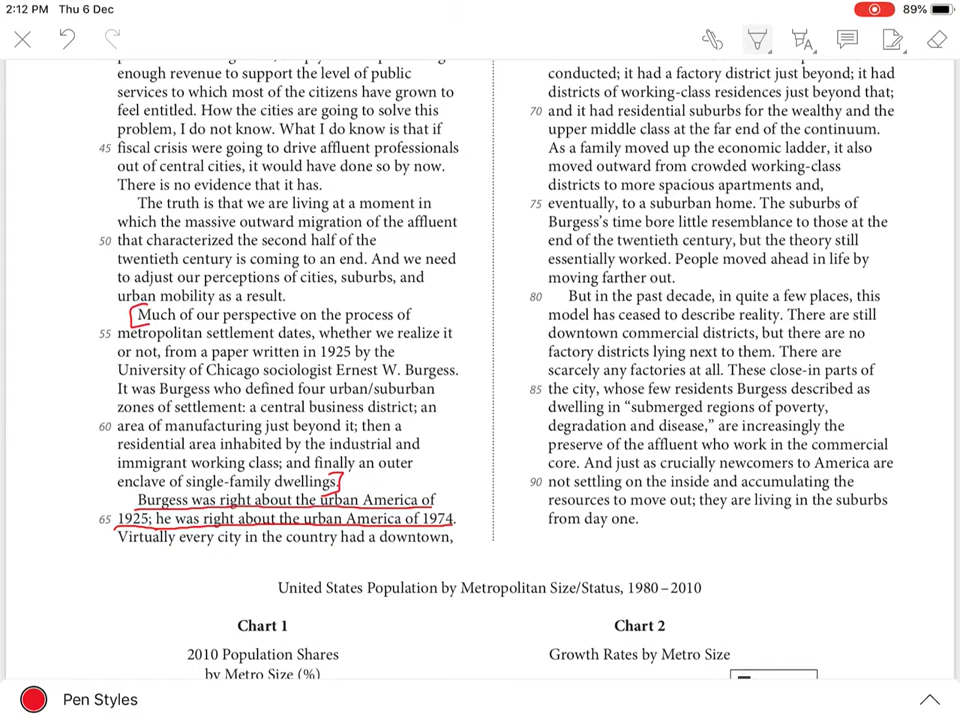 2:12 PM Thu 6 Dec
89%
enough revenue to support the level of public
services to which most of the citizens have grown to
feel entitled. How the cities are going to solve this
problem, I do not know. What I do know is that if
45 fiscal crisis were going to drive affluent professionals
out of central cities, it would have done so by now.
There is no evidence that it has.
The truth is that we are living at a moment in
which the massive outward migration of the affluent
50 that characterized the second half of the
twentieth century is coming to an end. And we need
to adjust our perceptions of cities, suburbs, and
urban mobility as a result.
Much of our perspective on the process of
55 metropolitan settlement dates, whether we realize it
or not, from a paper written in 1925 by the
University of Chicago sociologist Ernest W. Burgess.
It was Burgess who defined four urban/suburban
zones of settlement: a central business district; an
60 area of manufacturing just beyond it; then a
residential area inhabited by the industrial and
immigrant working class; and finally an outer
enclave of single-family dwellings.
Burgess was right about the urban America of
65 1925; he was right about the urban America of 1974.
Virtually every city in the country had a downtown,
conducted; it had a factory district just beyond; it had
districts of working-class residences just beyond that;
70 and it had residential suburbs for the wealthy and the
upper middle class at the far end of the continuum.
As a family moved up the economic ladder, it also
moved outward from crowded working-class
districts to more spacious apartments and,
75 eventually, to a suburban home. The suburbs of
Burgess's time bore little resemblance to those at the
end of the twentieth century, but the theory still
essentially worked. People moved ahead in life by
moving farther out.
80 But in the past decade, in quite a few places, this
model has ceased to describe reality. There are still
downtown commercial districts, but there are no
factory districts lying next to them. There are
scarcely any factories at all. These close-in parts of
85 the city, whose few residents Burgess described as
dwelling in “submerged regions of poverty,
degradation and disease,” are increasingly the
preserve of the affluent who work in the commercial
core. And just as crucially newcomers to America are
90 not settling on the inside and accumulating the
resources to move out; they are living in the suburbs
from day one.
United States Population by Metropolitan Size/Status, 1980–2010
Chart 1
2010 Population Shares
by Metro Size (%)
Chart 2
Growth Rates by Metro Size
Pen Styles